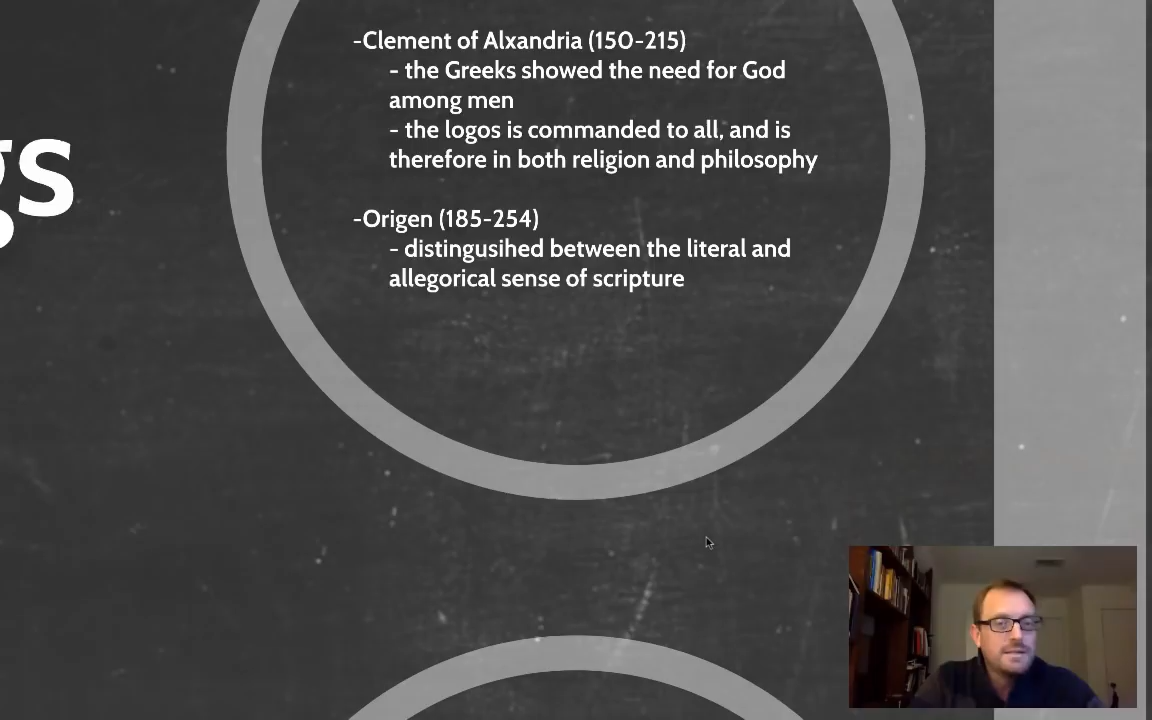 -Clement of Alxandria (150-215)
- the Greeks showed the need for God
among men
- the logos is commanded to all, and is
therefore in both religion and philosophy
gs
-Origen (185-254)
- distingusihed between the literal and
allegorical sense of scripture